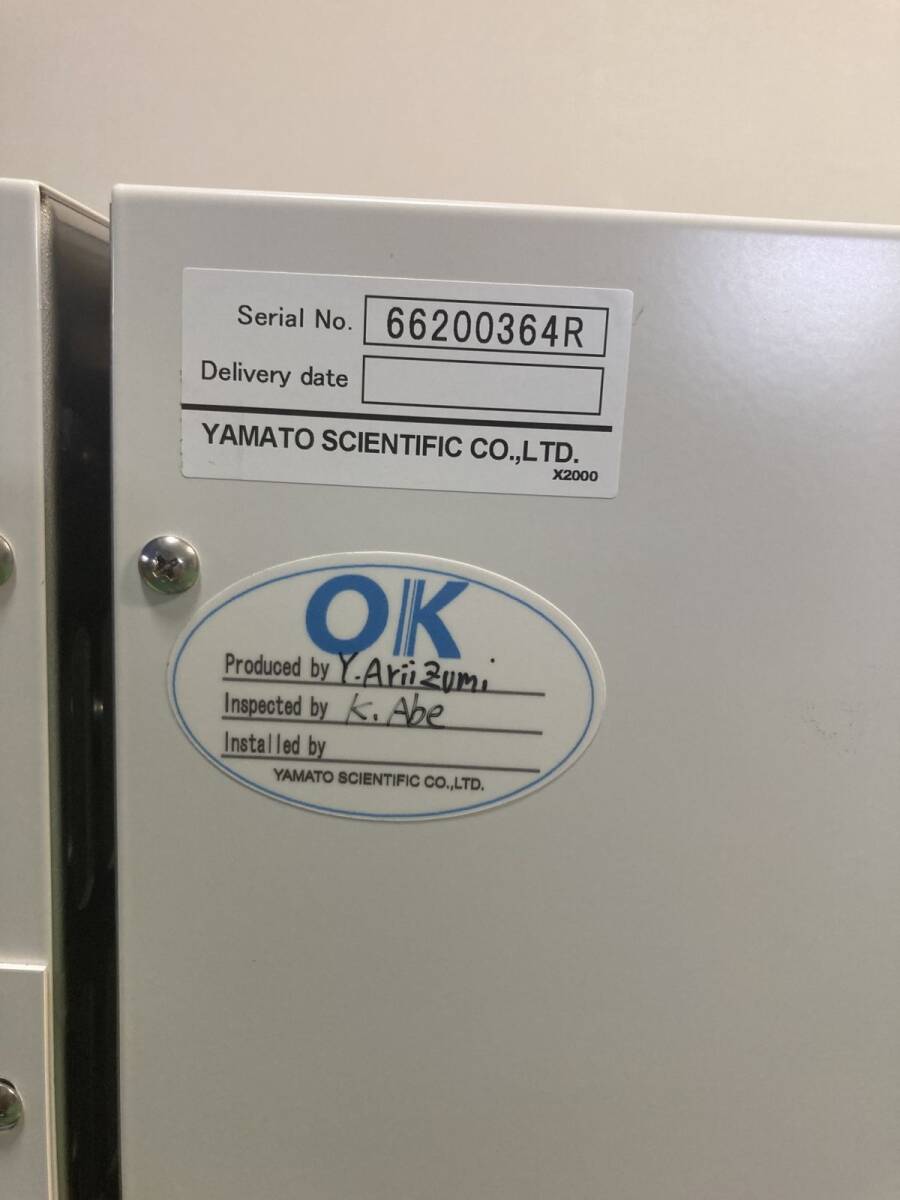 Serial No. 66200364R
Delivery date
YAMATO SCIENTIFIC CO.,LTD.
X2000
OK
Produced by Y.Ariizumi
Inspected by K. Abe
Installed by
YAMATO SCIENTIFIC CO.,LTD.